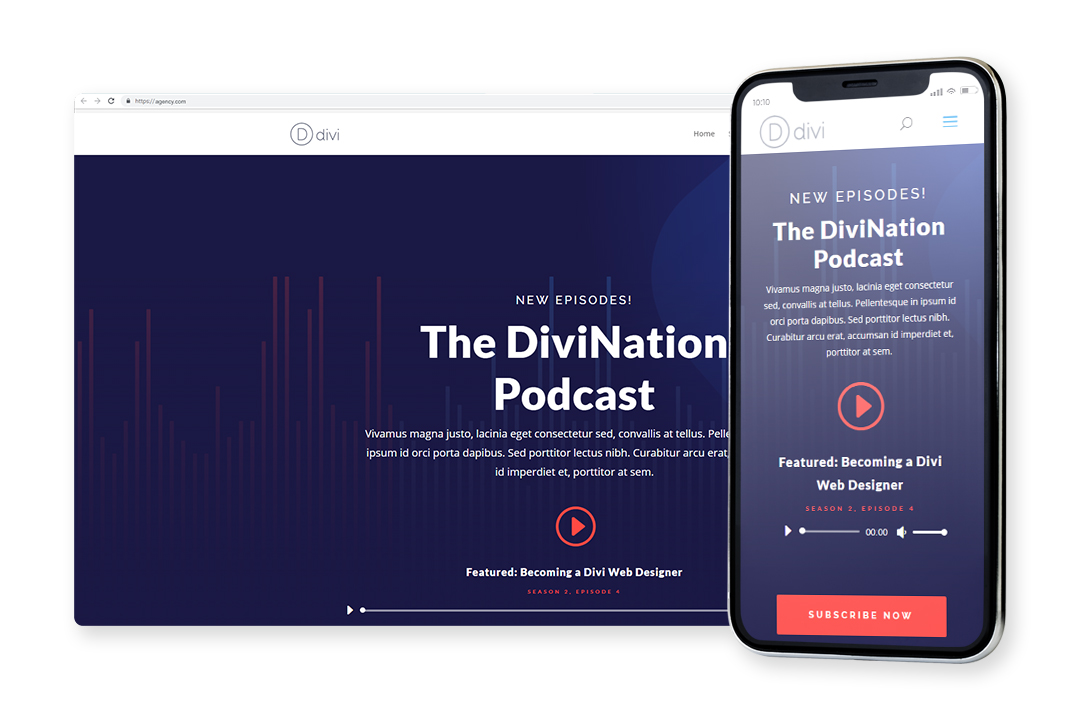 https://agency.com
D divi
Home
NEW EPISODES!
The DiviNation
Podcast
Vivamus magna justo, lacinia eget consectetur sed, convallis at tellus. Pelle
ipsum id orci porta dapibus. Sed porttitor lectus nibh. Curabitur arcu erat,
id imperdiet et, porttitor at sem.
Featured: Becoming a Divi Web Designer
SEASON 2, EPISODE 4
10:10
D divi
NEW EPISODES!
The DiviNation
Podcast
Vivamus magna justo, lacinia eget consectetur
sed, convallis at tellus. Pellentesque in ipsum id
orci porta dapibus. Sed porttitor lectus nibh.
Curabitur arcu erat, accumsan id imperdiet et,
porttitor at sem.
Featured: Becoming a Divi
Web Designer
SEASON 2, EPISODE 4
00:00
SUBSCRIBE NOW